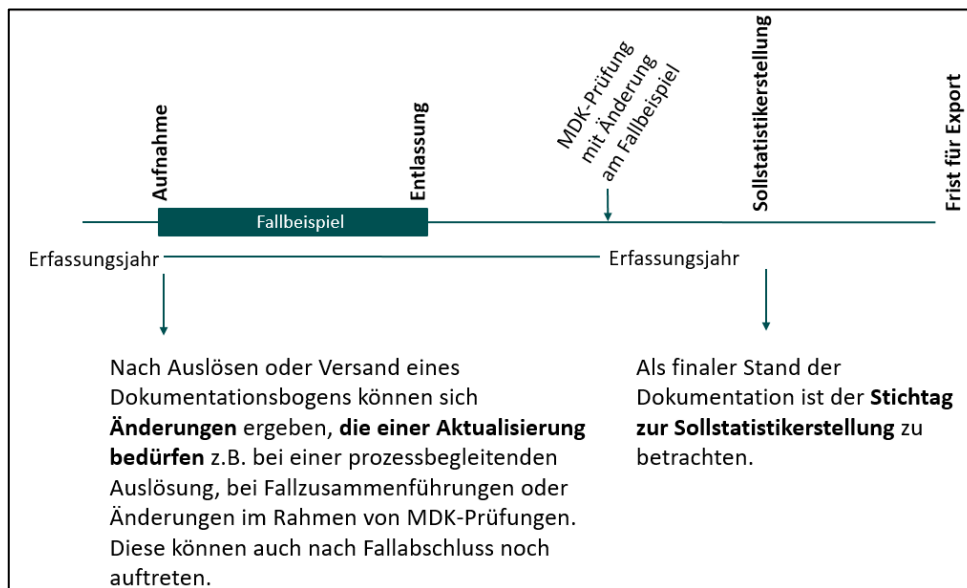 Aufnahme
Entlassung
MDK-Prüfung
mit Änderung
am Fallbeispiel
Sollstatistikerstellung
Frist für Export
Fallbeispiel
Erfassungsjahr
Erfassungsjahr
Nach Auslösen oder Versand eines
Dokumentationsbogens können sich
Änderungen ergeben, die einer Aktualisierung
bedürfen z.B. bei einer prozessbegleitenden
Auslösung, bei Fallzusammenführungen oder
Änderungen im Rahmen von MDK-Prüfungen.
Diese können auch nach Fallabschluss noch
auftreten.
Als finaler Stand der
Dokumentation ist der Stichtag
zur Sollstatistikerstellung zu
betrachten.